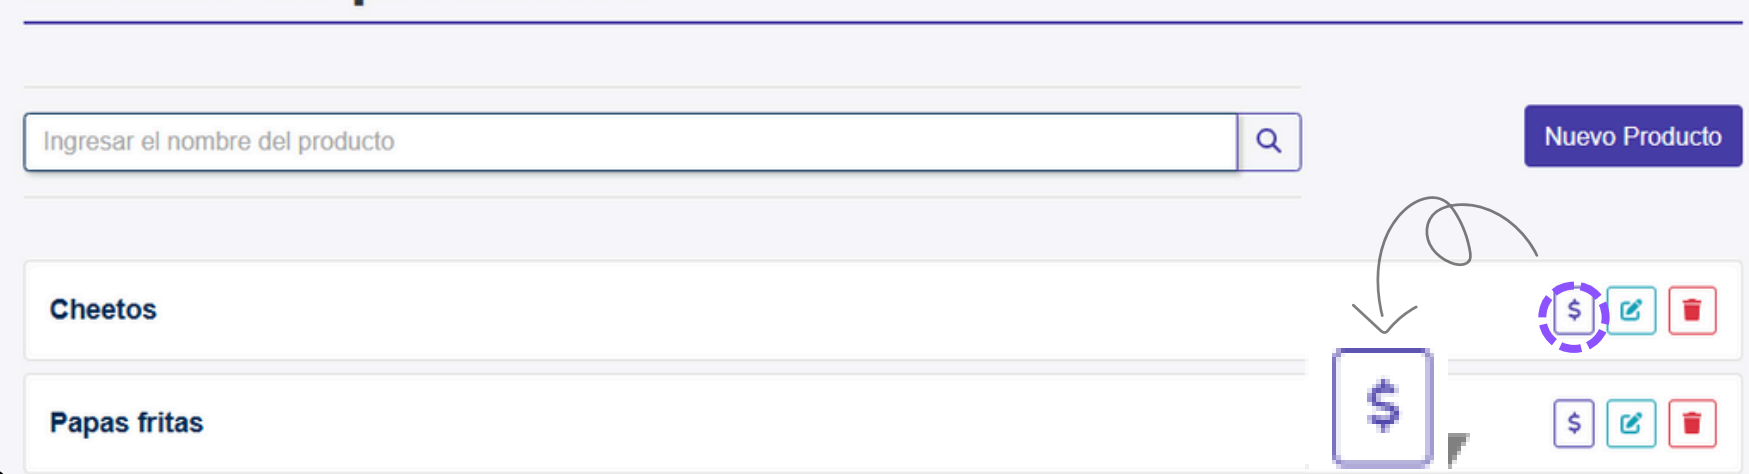 Ingresar el nombre del producto
Nuevo Producto
Cheetos
$
$
Papas fritas
$